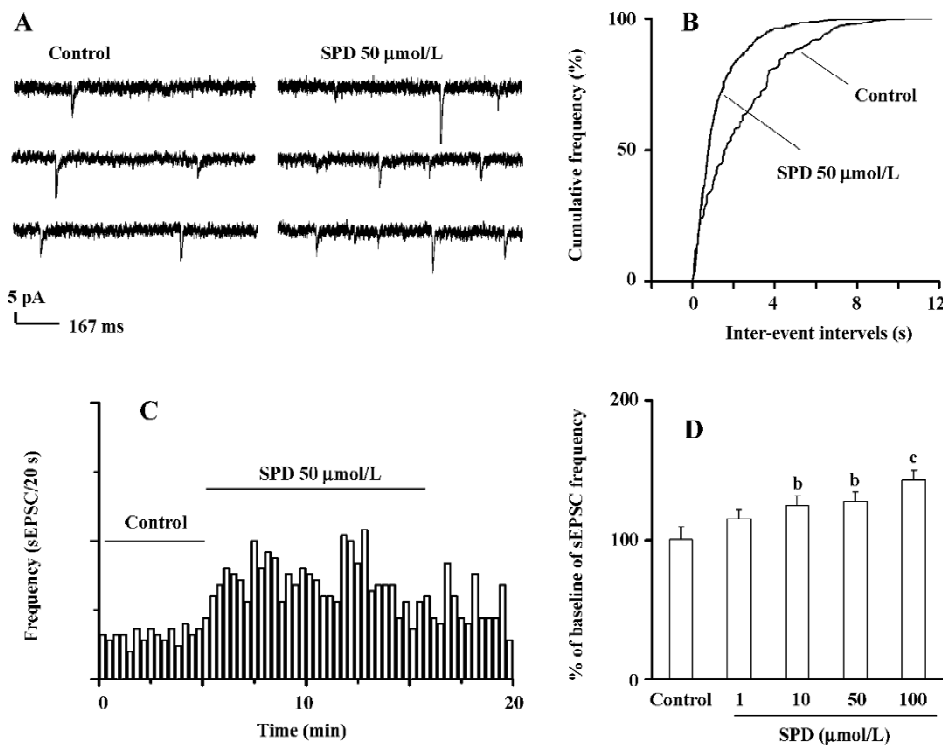 A
Control
SPD 50 μmol/L
5 pA
167 ms
B
Cumulative frequency (%)
100
50
0
Control
SPD 50 μmol/L
0 4 8 12
Inter-event intervels (s)
C
Frequency (sEPSC/20 s)
SPD 50 μmol/L
Control
0 10 20
Time (min)
D
% of baseline of sEPSC frequency
200
100
0
b b c
Control 1 10 50 100
SPD (μmol/L)